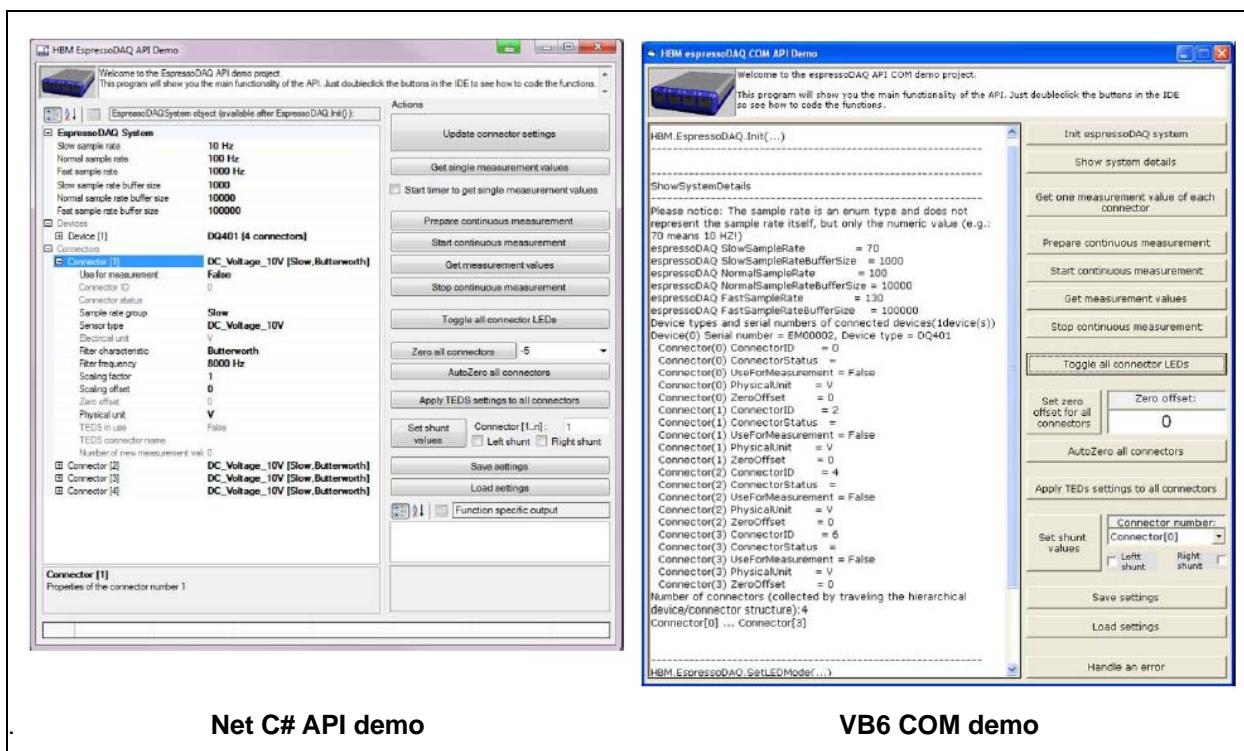 HBM EspressoDAQ API Demo
Welcome to the EspressoDAQ API demo project.
This program will show you the main functionality of the API. Just doubleclick the buttons in the IDE to see how to code the functions.
EspressoDAQSystem object (available after EspressoDAQ.Init() ):
EspressoDAQ System
Slow sample rate 10 Hz
Normal sample rate 100 Hz
Fast sample rate 1000 Hz
Slow sample rate buffer size 1000
Normal sample rate buffer size 10000
Fast sample rate buffer size 100000
Devices
Device [1] DQ401 [4 connectors]
Connectors
Connector [1] DC_Voltage_10V [Slow,Butterworth]
Use for measurement False
Connector ID 0
Connector status
Sample rate group Slow
Sensor type DC_Voltage_10V
Electrical unit V
Filter characteristic Butterworth
Filter frequency 8000 Hz
Scaling factor 1
Scaling offset 0
Zero offset 0
Physical unit V
TEDS in use False
TEDS connector name
Number of new measurement val 0
Connector [2] DC_Voltage_10V [Slow,Butterworth]
Connector [3] DC_Voltage_10V [Slow,Butterworth]
Connector [4] DC_Voltage_10V [Slow,Butterworth]
Connector [1]
Properties of the connector number 1
Actions
Update connector settings
Get single measurement values
Start timer to get single measurement values
Prepare continuous measurement
Start continuous measurement
Get measurement values
Stop continuous measurement
Toggle all connector LEDs
Zero all connectors -5
AutoZero all connectors
Apply TEDS settings to all connectors
Set shunt values
Connector [1..n] : 1
Left shunt Right shunt
Save settings
Load settings
Function specific output
HBM espressoDAQ COM API Demo
Welcome to the espressoDAQ API COM demo project.
This program will show you the main functionality of the API. Just doubleclick the buttons in the IDE
so see how to code the functions.
HBM.EspressoDAQ.Init(...)
ShowSystemDetails
Please notice: The sample rate is an enum type and does not
represent the sample rate itself, but only the numeric value (e.g.:
70 means 10 HZ!)
espressoDAQ SlowSampleRate = 70
espressoDAQ SlowSampleRateBufferSize = 1000
espressoDAQ NormalSampleRate = 100
espressoDAQ NormalSampleRateBufferSize = 10000
espressoDAQ FastSampleRate = 130
espressoDAQ FastSampleRateBufferSize = 100000
Device types and serial numbers of connected devices(1device(s))
Device(0) Serial number = EM00002, Device type = DQ401
Connector(0) ConnectorID = 0
Connector(0) ConnectorStatus =
Connector(0) UseForMeasurement = False
Connector(0) PhysicalUnit = V
Connector(0) ZeroOffset = 0
Connector(1) ConnectorID = 2
Connector(1) ConnectorStatus =
Connector(1) UseForMeasurement = False
Connector(1) PhysicalUnit = V
Connector(1) ZeroOffset = 0
Connector(2) ConnectorID = 4
Connector(2) ConnectorStatus =
Connector(2) UseForMeasurement = False
Connector(2) PhysicalUnit = V
Connector(2) ZeroOffset = 0
Connector(3) ConnectorID = 6
Connector(3) ConnectorStatus =
Connector(3) UseForMeasurement = False
Connector(3) PhysicalUnit = V
Connector(3) ZeroOffset = 0
Number of connectors (collected by traveling the hierarchical
device/connector structure):4
Connector[0] ... Connector[3]
HBM.EspressoDAQ.SetLEDMode(...)
Init espressoDAQ system
Show system details
Get one measurement value of each
connector
Prepare continuous measurement
Start continuous measurement
Get measurement values
Stop continuous measurement
Toggle all connector LEDs
Set zero
offset for all
connectors
Zero offset:
0
AutoZero all connectors
Apply TEDs settings to all connectors
Set shunt
values
Connector number:
Connector[0]
Leftt
shunt
Right
shunt
Save settings
Load settings
Handle an error
.
Net C# API demo
VB6 COM demo